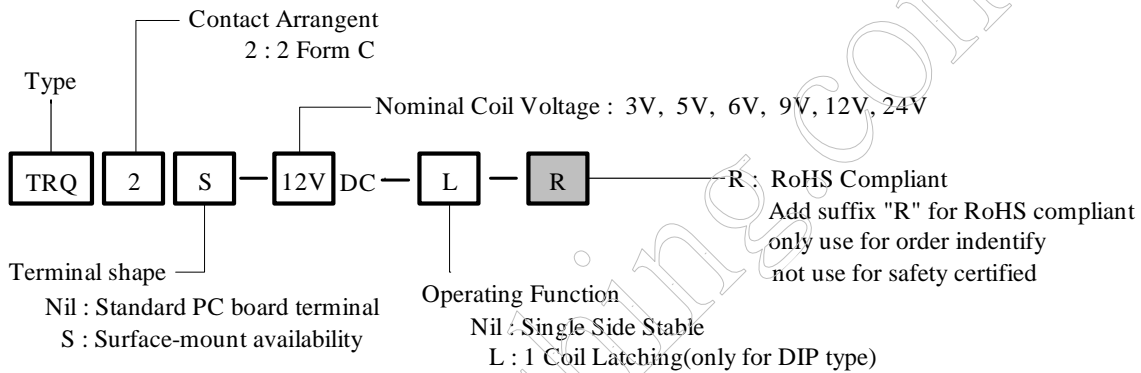 Contact Arrangent
2 : 2 Form C
Type
Nominal Coil Voltage : 3V, 5V, 6V, 9V, 12V, 24V
TRQ 2 S — 12V DC — L — R
R : RoHS Compliant
Add suffix "R" for RoHS compliant
only use for order indentify
not use for safety certified
Terminal shape
Nil : Standard PC board terminal
S : Surface-mount availability
Operating Function
Nil : Single Side Stable
L : 1 Coil Latching(only for DIP type)